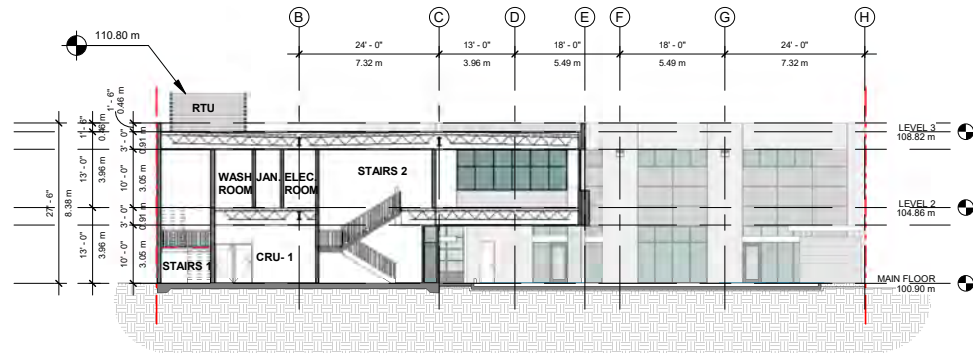 B C D E F G H
110.80 m
24' - 0" 13' - 0" 18' - 0" 18' - 0" 24' - 0"
7.32 m 3.96 m 5.49 m 5.49 m 7.32 m
RTU
1' - 6"
0.46 m
1' - 6"
0.46 m
LEVEL 3
108.82 m
3' - 0"
0.91 m
13' - 0"
3.96 m
10' - 0"
3.05 m
WASH JAN. ELEC.
ROOM ROOM
STAIRS 2
27' - 6"
8.38 m
LEVEL 2
104.86 m
3' - 0"
0.91 m
13' - 0"
3.96 m
10' - 0"
3.05 m
STAIRS 1
CRU- 1
MAIN FLOOR
100.90 m